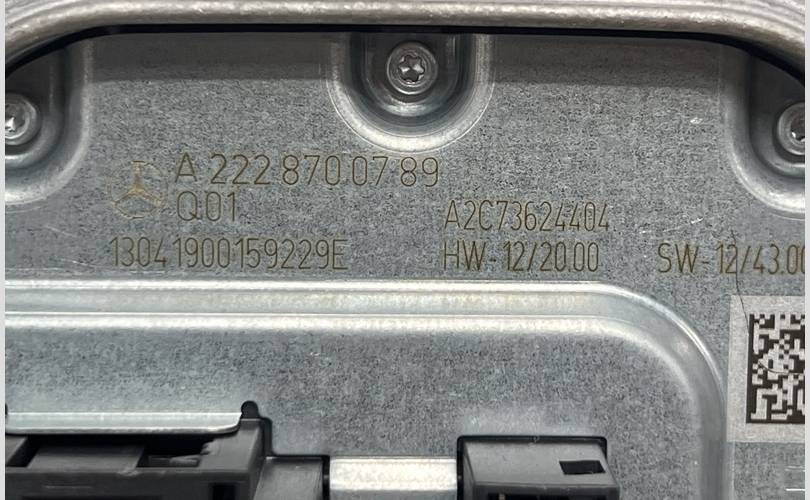 A 222 870 07 89
Q01
A2C73624404
13041900159229E
HW-12/20.00
SW-12/43.00